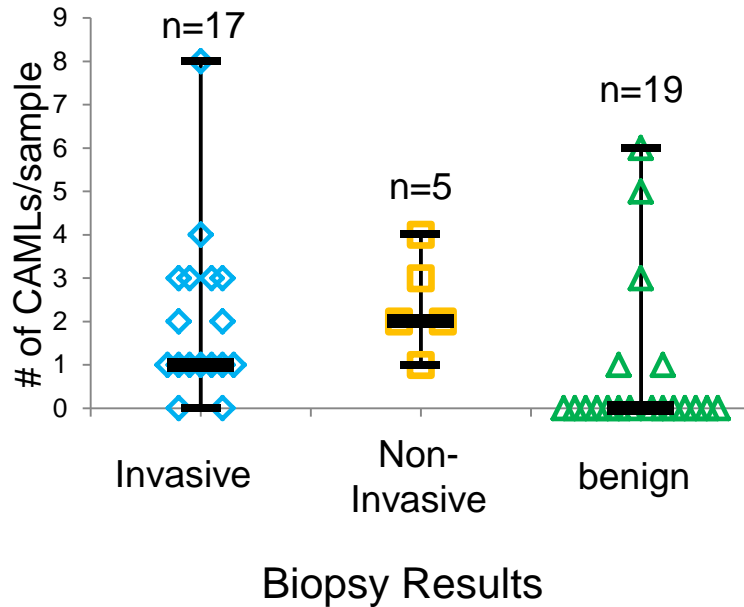 # of CAMLs/sample
9
8
7
6
5
4
3
2
1
0
n=17
n=5
n=19
Invasive
Non-
Invasive
benign
Biopsy Results